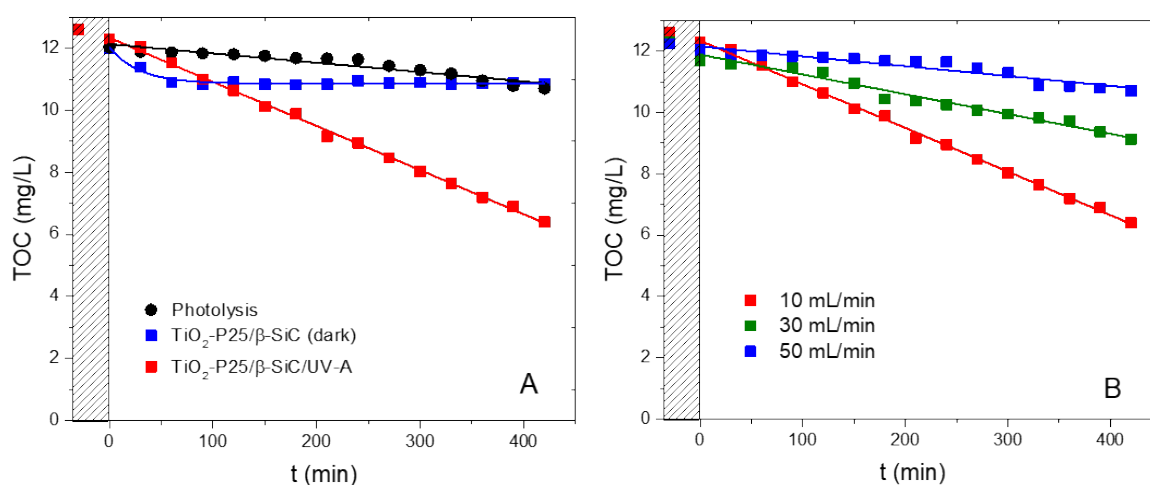 TOC (mg/L)
12
10
8
6
4
2
0
Photolysis
TiO₂-P25/β-SiC (dark)
TiO₂-P25/β-SiC/UV-A
A
0
100
200
300
400
t (min)
TOC (mg/L)
12
10
8
6
4
2
0
10 mL/min
30 mL/min
50 mL/min
B
0
100
200
300
400
t (min)